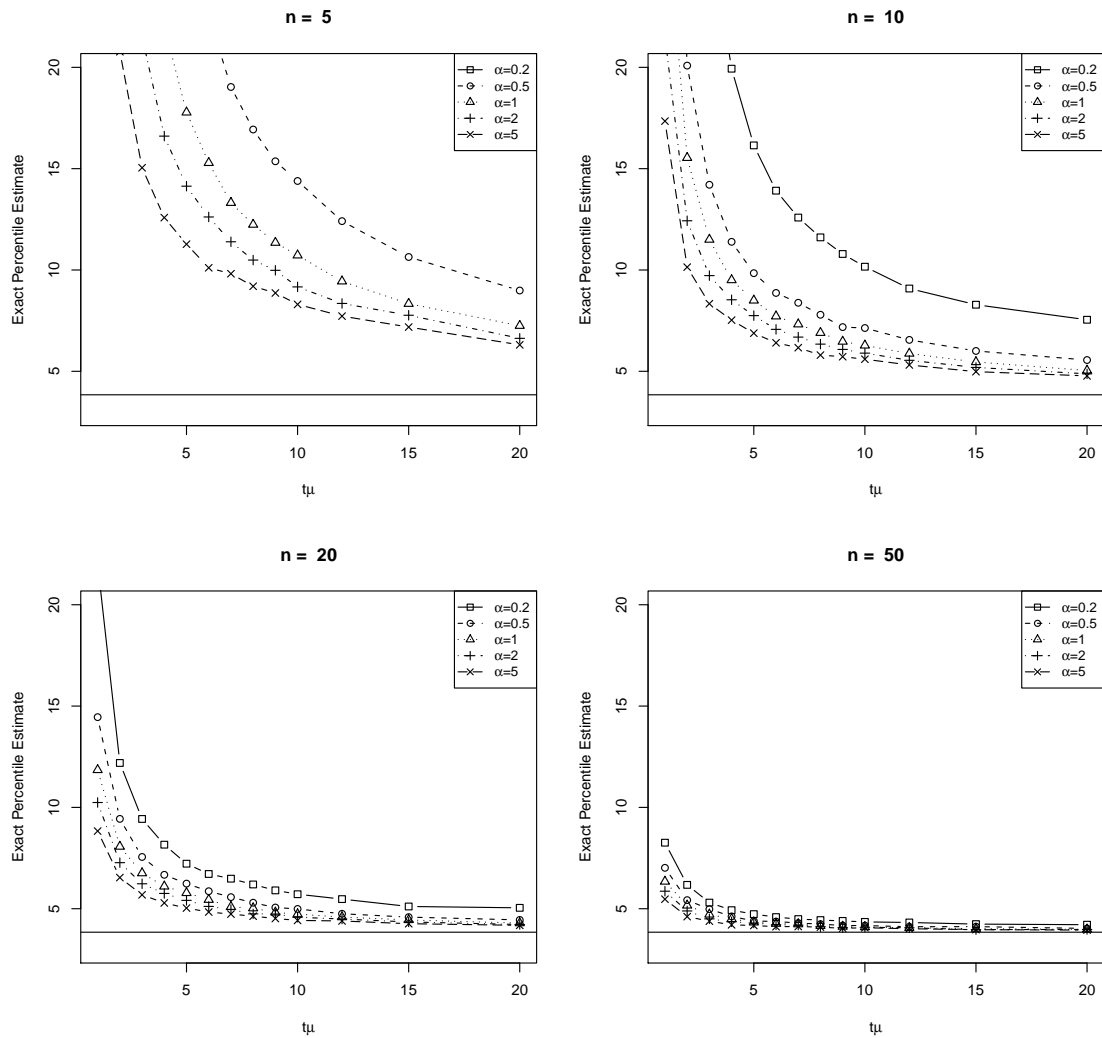 n = 5
20
15
10
5
Exact Percentile Estimate
α=0.2
α=0.5
α=1
α=2
α=5
5
10
15
20
tμ
n = 10
20
15
10
5
Exact Percentile Estimate
α=0.2
α=0.5
α=1
α=2
α=5
5
10
15
20
tμ
n = 20
20
15
10
5
Exact Percentile Estimate
α=0.2
α=0.5
α=1
α=2
α=5
5
10
15
20
tμ
n = 50
20
15
10
5
Exact Percentile Estimate
α=0.2
α=0.5
α=1
α=2
α=5
5
10
15
20
tμ